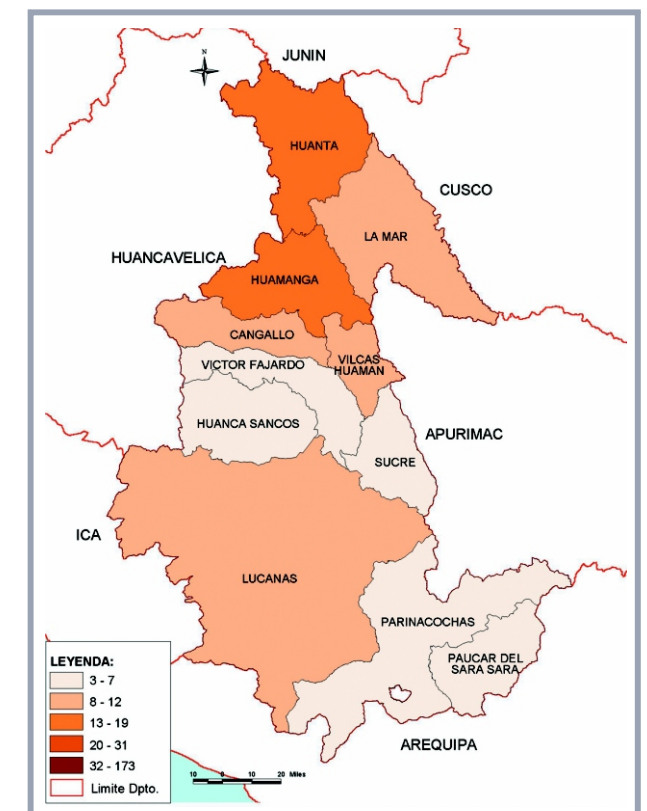 N
JUNIN
HUANTA
CUSCO
LA MAR
HUANCAVELICA
HUAMANGA
CANGALLO
VICTOR FAJARDO
VILCAS
HUAMAN
HUANCA SANCOS
APURIMAC
SUCRE
ICA
LUCANAS
PARINACOCHAS
PAUCAR DEL
SARA SARA
AREQUIPA
LEYENDA:
3 - 7
8 - 12
13 - 19
20 - 31
32 - 173
Limite Dpto.
10 0 10 20 Miles